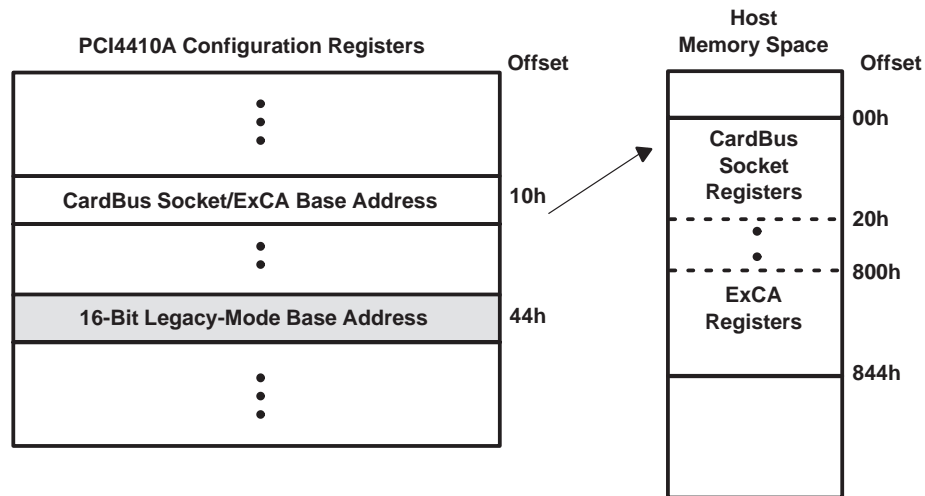 PCI4410A Configuration Registers
Offset
CardBus Socket/ExCA Base Address
10h
16-Bit Legacy-Mode Base Address
44h
Host
Memory Space
Offset
00h
CardBus
Socket
Registers
20h
800h
ExCA
Registers
844h